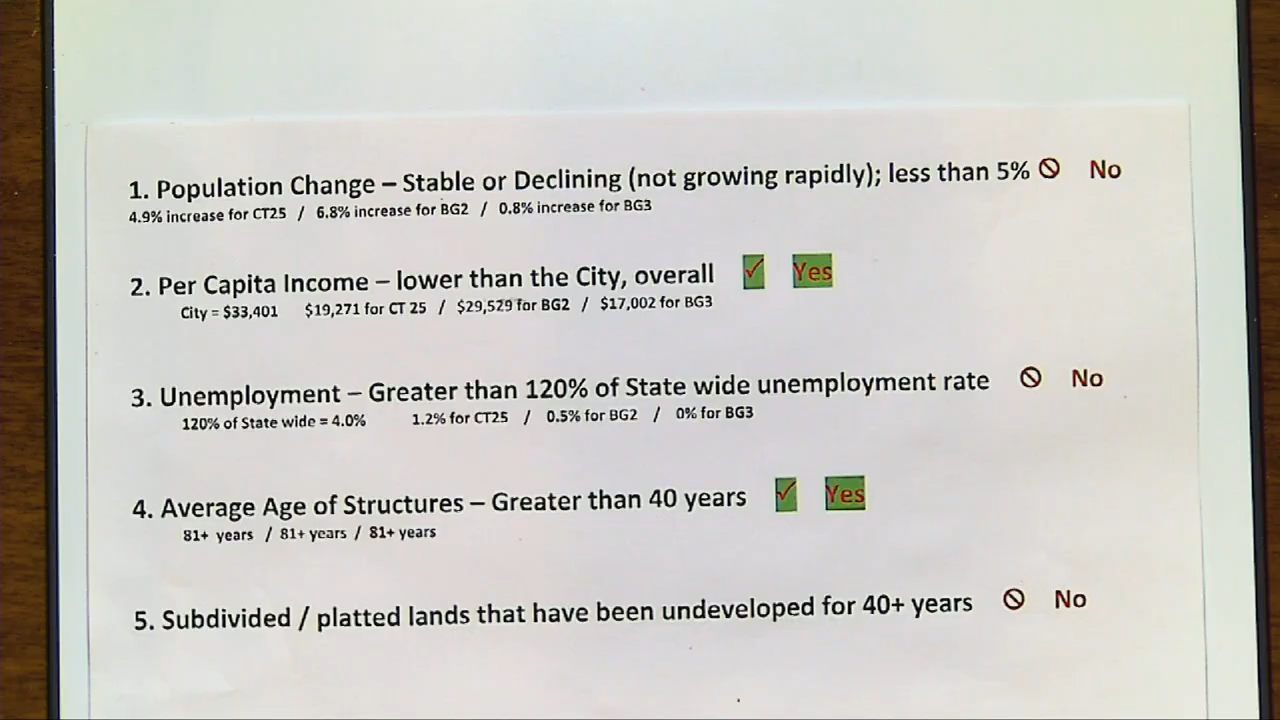 1. Population Change – Stable or Declining (not growing rapidly); less than 5% 🚫 No
4.9% increase for CT25 / 6.8% increase for BG2 / 0.8% increase for BG3
2. Per Capita Income – lower than the City, overall ✓ Yes
City = $33,401 $19,271 for CT 25 / $29,529 for BG2 / $17,002 for BG3
3. Unemployment – Greater than 120% of State wide unemployment rate 🚫 No
120% of State wide = 4.0% 1.2% for CT25 / 0.5% for BG2 / 0% for BG3
4. Average Age of Structures – Greater than 40 years ✓ Yes
81+ years / 81+ years / 81+ years
5. Subdivided / platted lands that have been undeveloped for 40+ years 🚫 No